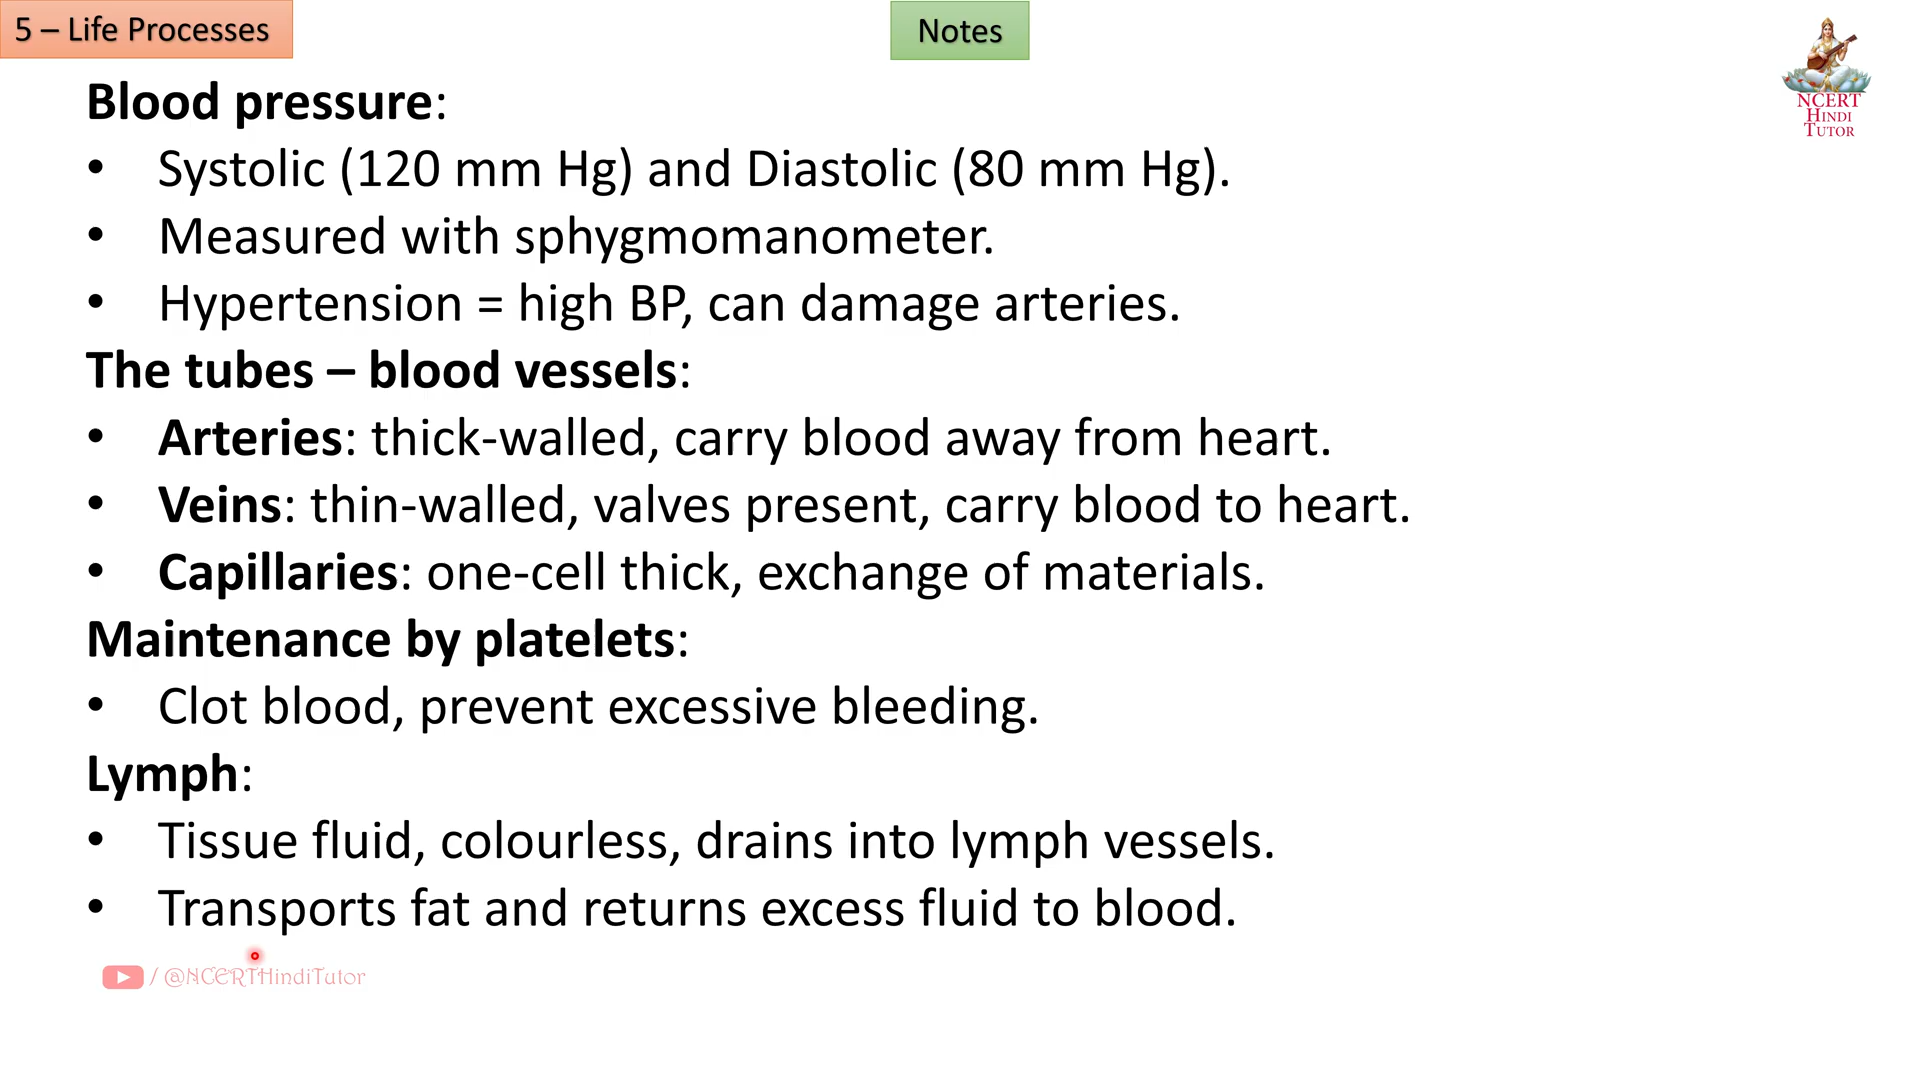 5 – Life Processes
Notes
NCERT
HINDI
TUTOR
Blood pressure:
• Systolic (120 mm Hg) and Diastolic (80 mm Hg).
• Measured with sphygmomanometer.
• Hypertension = high BP, can damage arteries.
The tubes – blood vessels:
• Arteries: thick-walled, carry blood away from heart.
• Veins: thin-walled, valves present, carry blood to heart.
• Capillaries: one-cell thick, exchange of materials.
Maintenance by platelets:
• Clot blood, prevent excessive bleeding.
Lymph:
• Tissue fluid, colourless, drains into lymph vessels.
• Transports fat and returns excess fluid to blood.
/ @NCERTHindiTutor